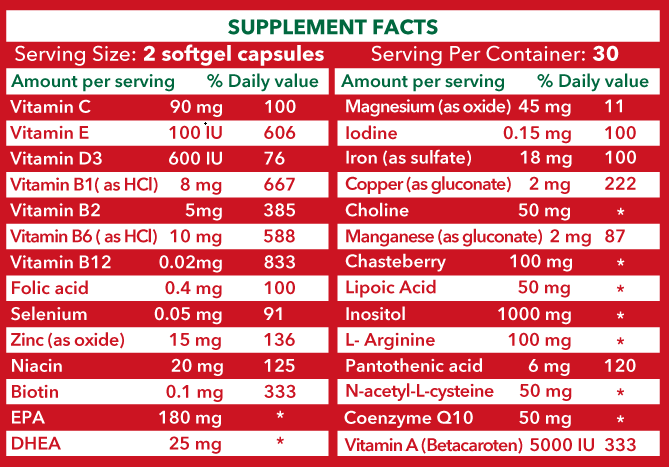 SUPPLEMENT FACTS
Serving Size: 2 softgel capsules Serving Per Container: 30
Amount per serving % Daily value
Vitamin C 90 mg 100
Vitamin E 100 IU 606
Vitamin D3 600 IU 76
Vitamin B1( as HCl) 8 mg 667
Vitamin B2 5mg 385
Vitamin B6 ( as HCl) 10 mg 588
Vitamin B12 0.02mg 833
Folic acid 0.4 mg 100
Selenium 0.05 mg 91
Zinc (as oxide) 15 mg 136
Niacin 20 mg 125
Biotin 0.1 mg 333
EPA 180 mg *
DHEA 25 mg *
Amount per serving % Daily value
Magnesium (as oxide) 45 mg 11
Iodine 0.15 mg 100
Iron (as sulfate) 18 mg 100
Copper (as gluconate) 2 mg 222
Choline 50 mg *
Manganese (as gluconate) 2 mg 87
Chasteberry 100 mg *
Lipoic Acid 50 mg *
Inositol 1000 mg *
L- Arginine 100 mg *
Pantothenic acid 6 mg 120
N-acetyl-L-cysteine 50 mg *
Coenzyme Q10 50 mg *
Vitamin A (Betacaroten) 5000 IU 333